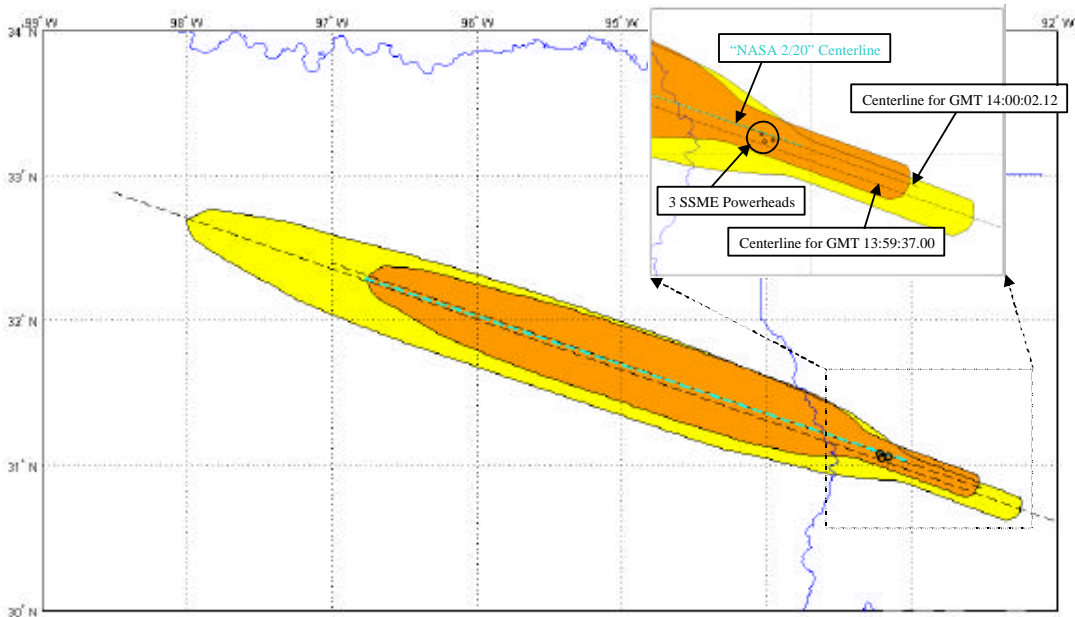 99° W
98° W
97° W
96° W
95° W
92° W
34° N
33° N
32° N
31° N
30° N
“NASA 2/20” Centerline
Centerline for GMT 14:00:02.12
3 SSME Powerheads
Centerline for GMT 13:59:37.00